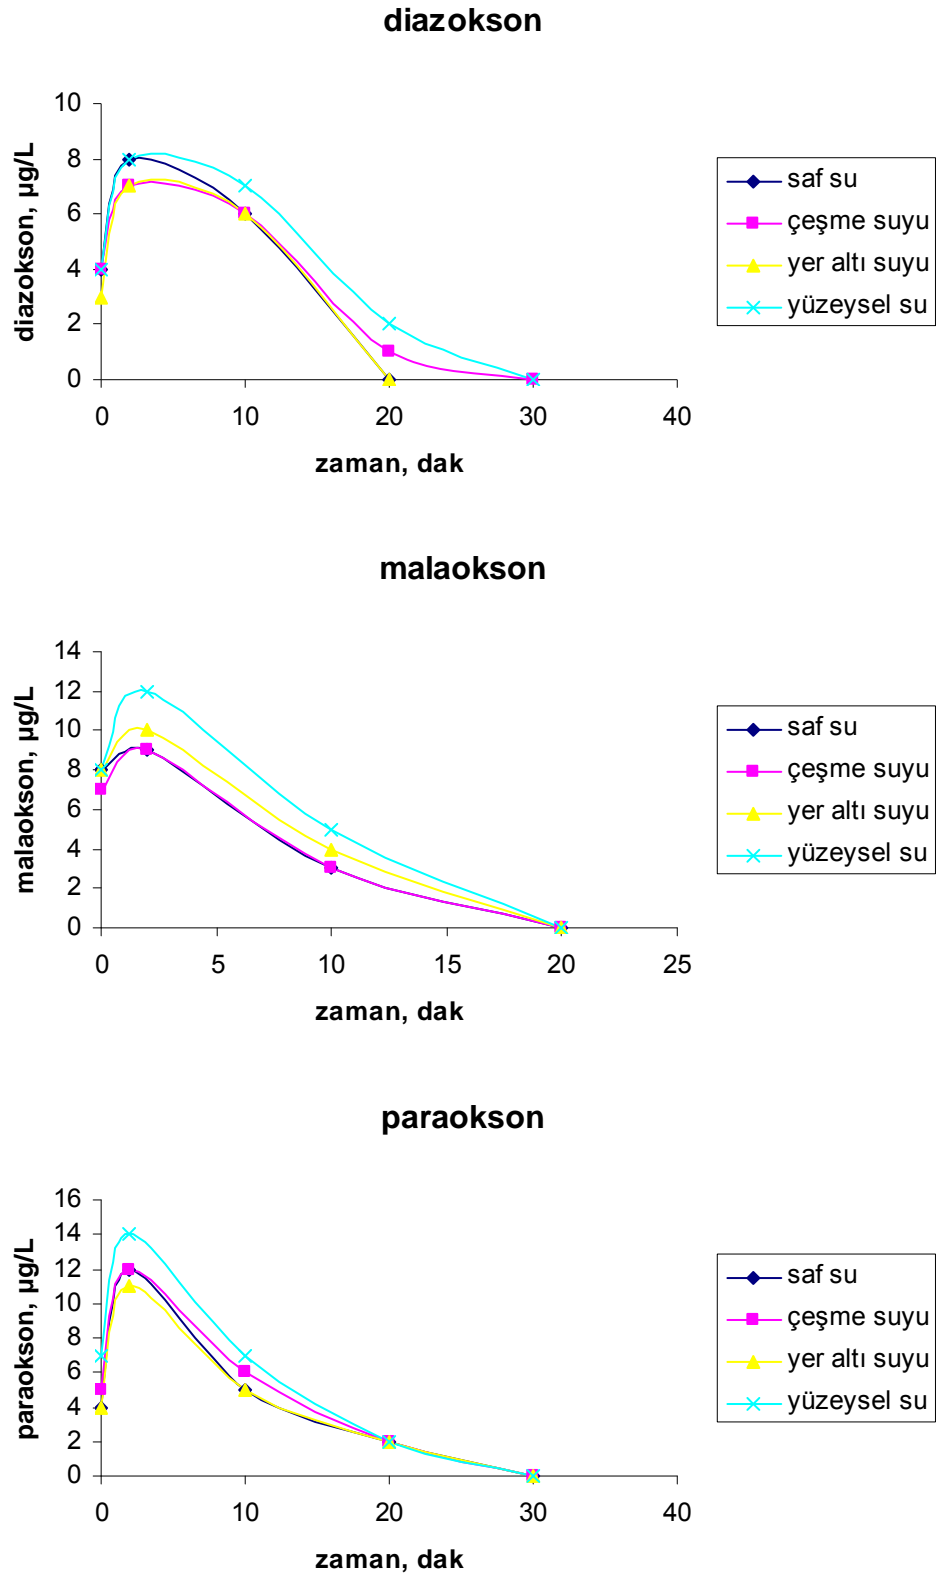 diazokson
10
8
6
4
2
0
diazokson, µg/L
0 10 20 30 40
zaman, dak
saf su
çeşme suyu
yer altı suyu
yüzeysel su
malaokson
14
12
10
8
6
4
2
0
malaokson, µg/L
0 5 10 15 20 25
zaman, dak
saf su
çeşme suyu
yer altı suyu
yüzeysel su
paraokson
16
14
12
10
8
6
4
2
0
paraokson, µg/L
0 10 20 30 40
zaman, dak
saf su
çeşme suyu
yer altı suyu
yüzeysel su